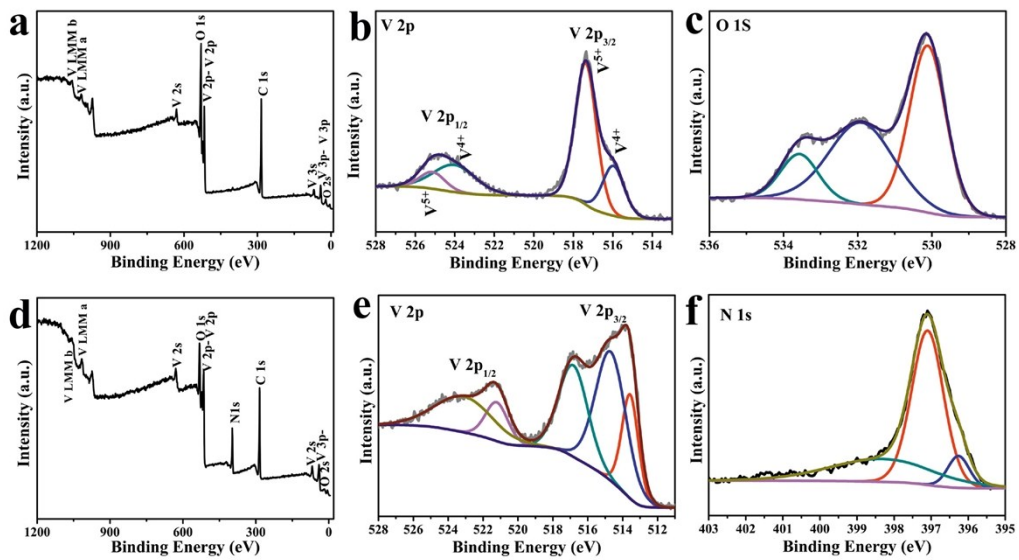 a
V LMM b
V LMM a
V 2s
O 1s
V 2p- V 2p
C 1s
V 3s
V 3p- V 3p
O 2s
Intensity (a.u.)
1200 900 600 300 0
Binding Energy (eV)
b
V 2p
V 2p1/2
V4+
V5+
V 2p3/2
V5+
V4+
Intensity (a.u.)
528 526 524 522 520 518 516 514
Binding Energy (eV)
c
O 1S
Intensity (a.u.)
536 534 532 530 528
Binding Energy (eV)
d
V LMM b
V LMM a
V 2s
O 1s
V 2p- V 2p
N1s
C 1s
V 2s
V 3p-
O 2s
Intensity (a.u.)
1200 900 600 300 0
Binding Energy (eV)
e
V 2p
V 2p1/2
V 2p3/2
Intensity (a.u.)
528 526 524 522 520 518 516 514 512
Binding Energy (eV)
f
N 1s
Intensity (a.u.)
403 402 401 400 399 398 397 396 395
Binding Energy (eV)